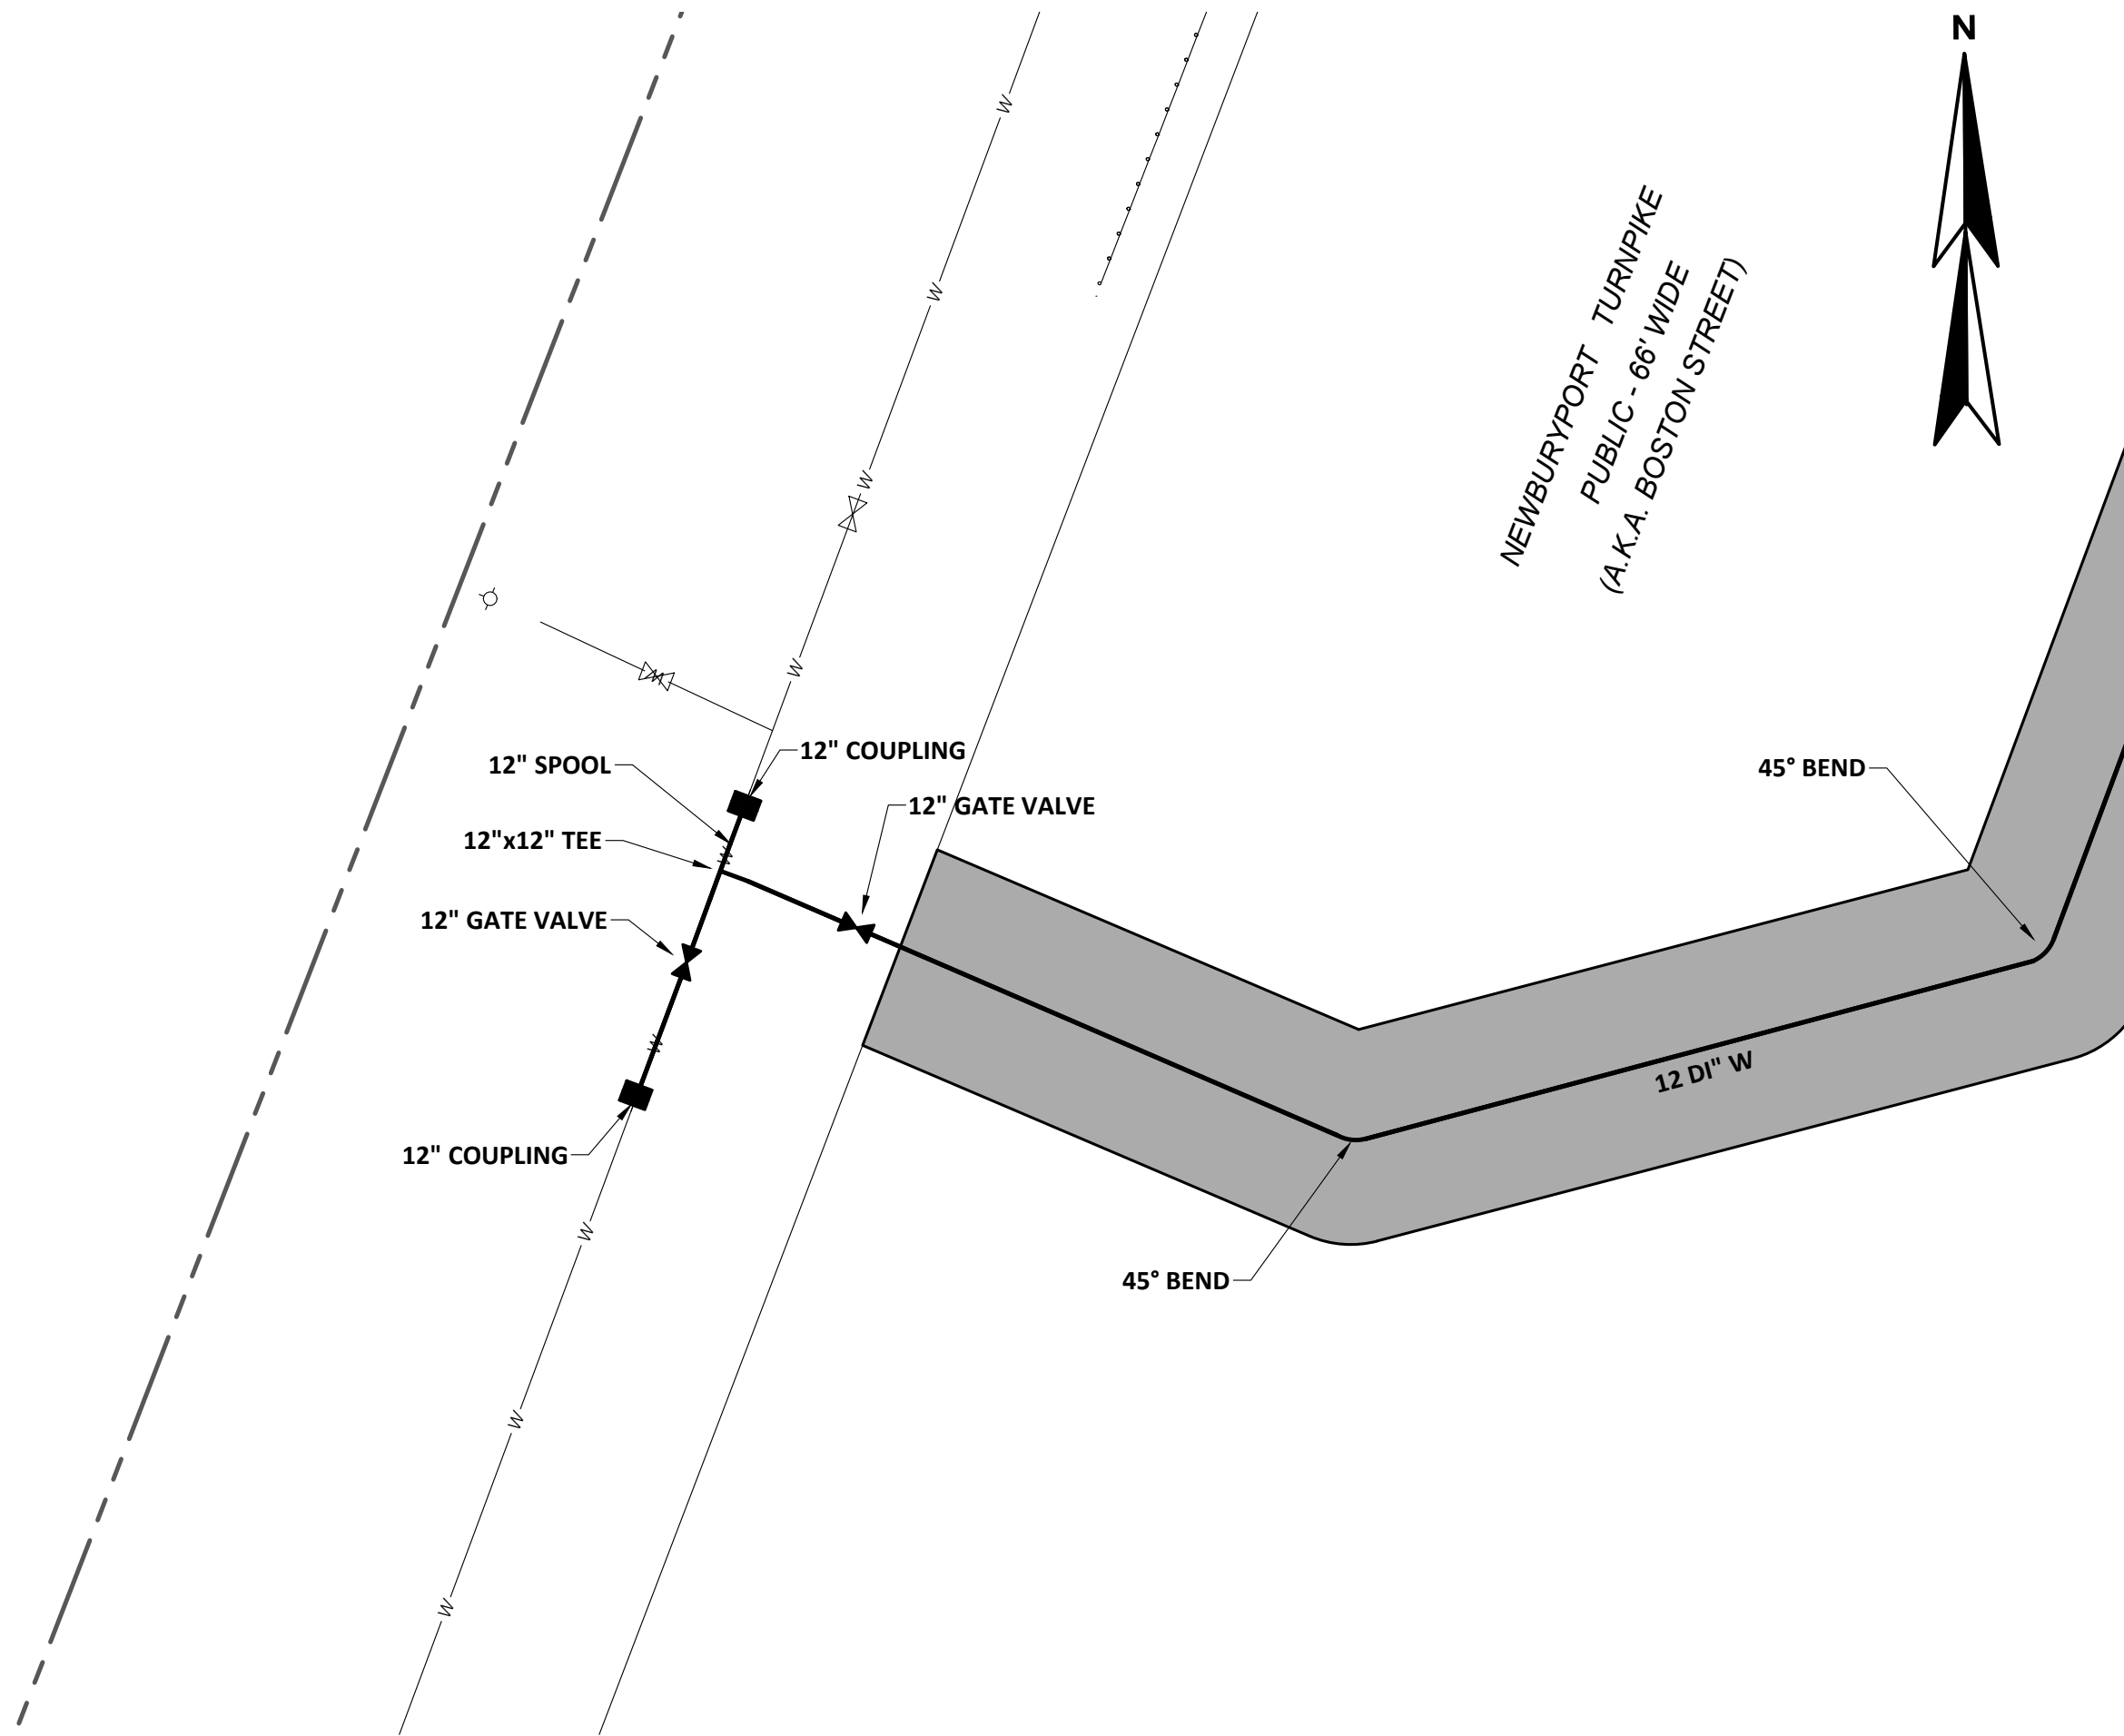 N
NEWBURYPORT TURNPIKE
PUBLIC - 66' WIDE
(A.K.A. BOSTON STREET)
W
W
W
W
W
12" COUPLING
12" SPOOL
45° BEND
12" GATE VALVE
12"x12" TEE
W
12" GATE VALVE
W
12 DI" W
12" COUPLING
W
45° BEND
W
W